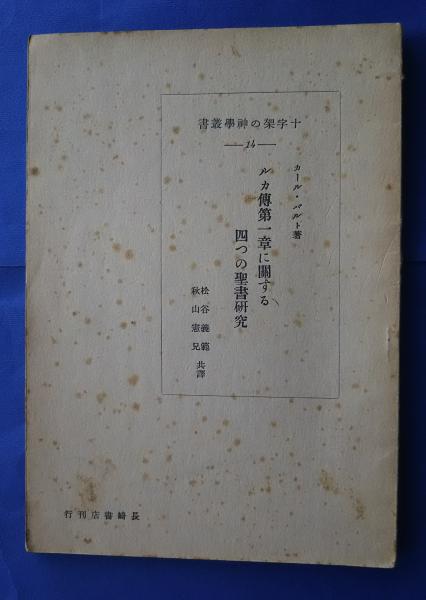 十字架の神學叢書
—14—
カール・バルト著
ルカ傳第一章に關する
四つの聖書研究
松谷義範
秋山憲兄
共譯
長崎書店刊行